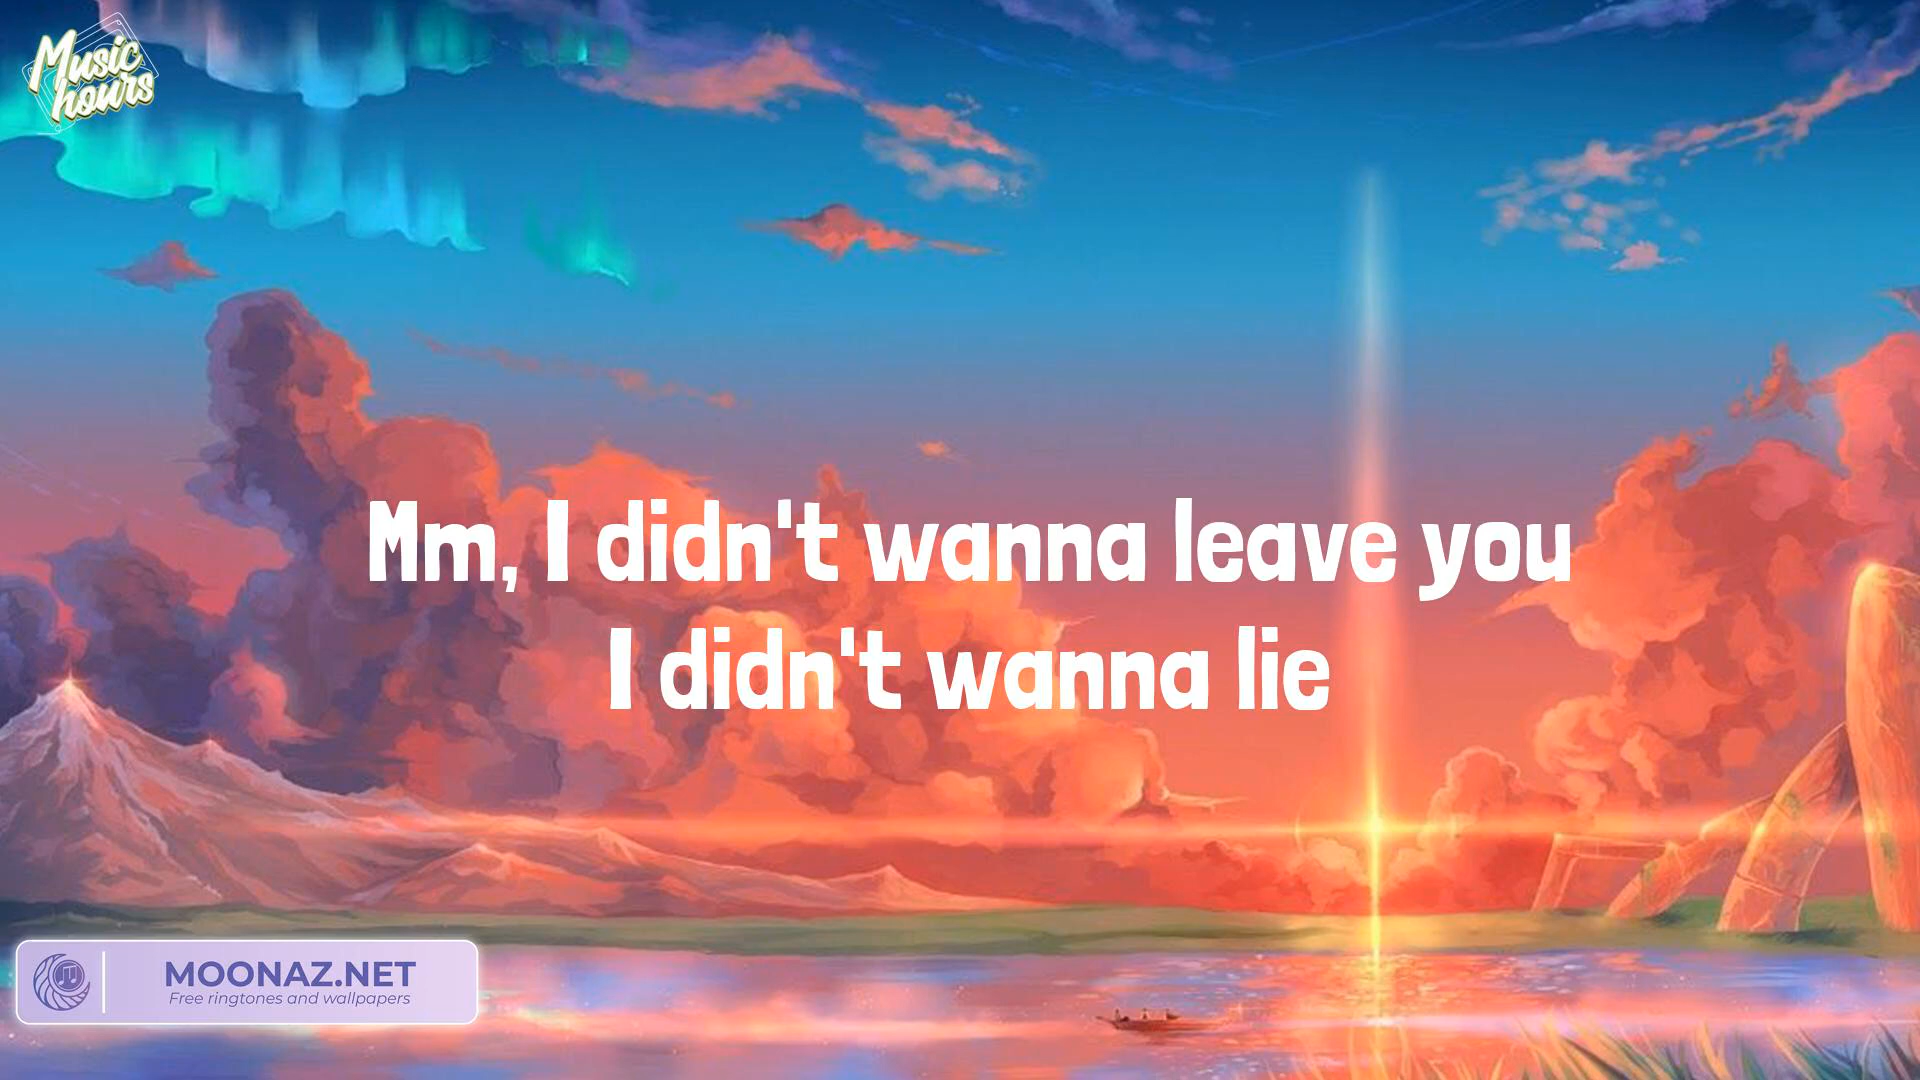 Music
hours
Mm, I didn't wanna leave you
I didn't wanna lie
MOONAZ.NET
Free ringtones and wallpapers